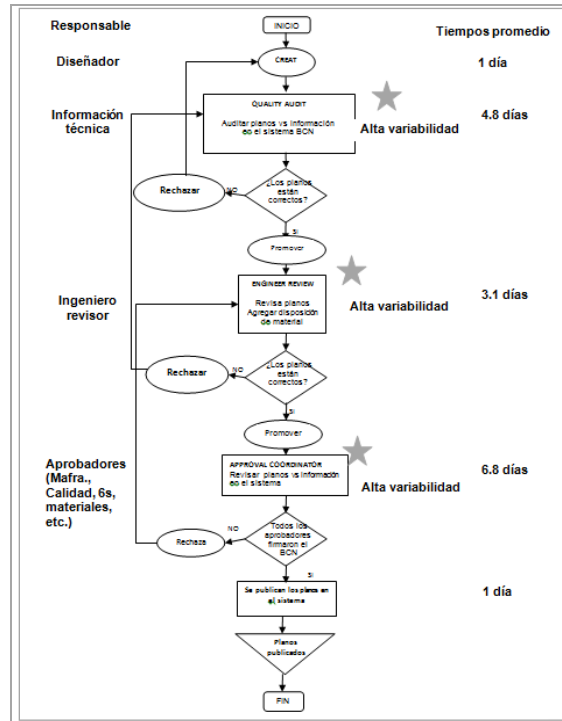 Responsable
INICIO
Tiempos promedio
Diseñador
CREAT
1 día
Información
técnica
QUALITY AUDIT
Auditar planos vs información
en el sistema BCN
Alta variabilidad
4.8 días
Rechazar
NO
¿Los planos
están
correctos?
SI
Promover
Ingeniero
revisor
ENGINEER REVIEW
Revisa planos
Agregar disposición
de material
Alta variabilidad
3.1 días
Rechazar
NO
¿Los planos
están
correctos?
SI
Promover
Aprobadores
(Mafra.,
Calidad, 6s,
materiales,
etc.)
APPROVAL COORDINATOR
Revisar planos vs información
en el sistema
Alta variabilidad
6.8 días
Rechaza
NO
Todos los
aprobadores
firmaron el
BCN
SI
Se publican los planos en
el sistema
1 día
Planos
publicados
FIN